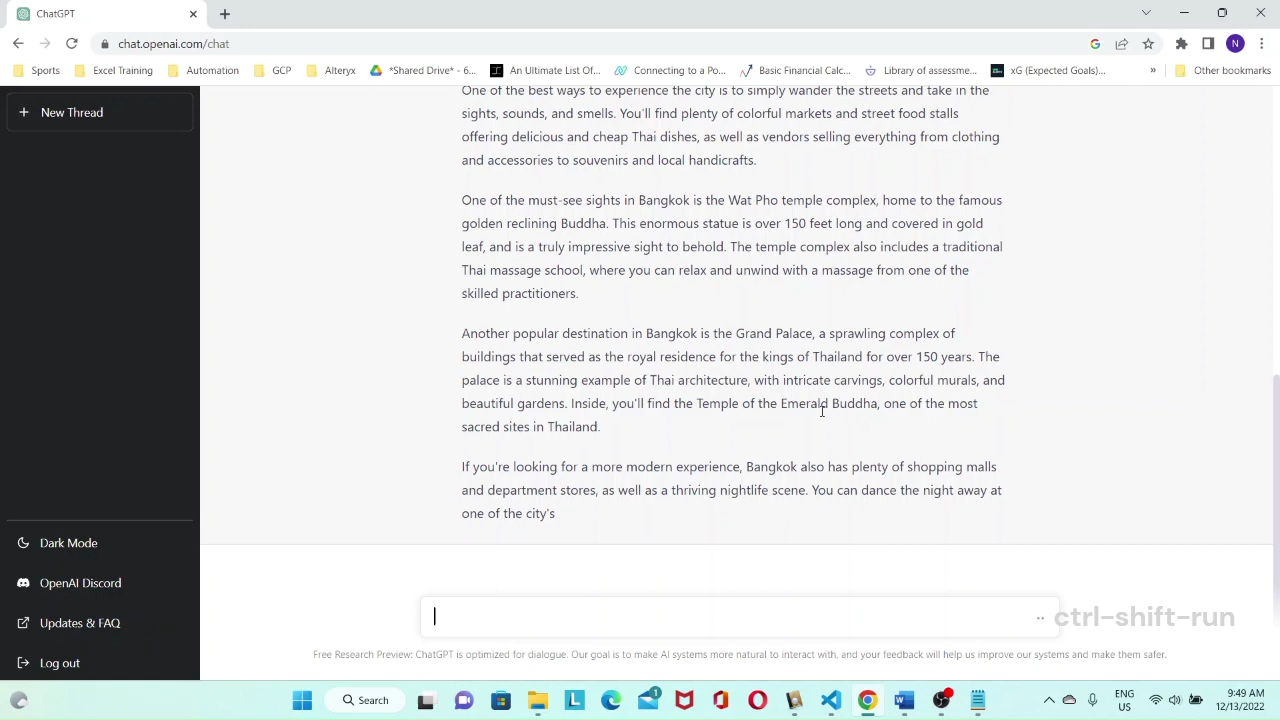 ChatGPT
chat.openai.com/chat
N
Sports
Excel Training
Automation
GCP
Alteryx
*Shared Drive* - 6...
An Ultimate List Of...
Connecting to a Po...
Basic Financial Calc...
Library of assessme...
xG (Expected Goals)...
»
Other bookmarks
+ New Thread
One of the best ways to experience the city is to simply wander the streets and take in the
sights, sounds, and smells. You'll find plenty of colorful markets and street food stalls
offering delicious and cheap Thai dishes, as well as vendors selling everything from clothing
and accessories to souvenirs and local handicrafts.
One of the must-see sights in Bangkok is the Wat Pho temple complex, home to the famous
golden reclining Buddha. This enormous statue is over 150 feet long and covered in gold
leaf, and is a truly impressive sight to behold. The temple complex also includes a traditional
Thai massage school, where you can relax and unwind with a massage from one of the
skilled practitioners.
Another popular destination in Bangkok is the Grand Palace, a sprawling complex of
buildings that served as the royal residence for the kings of Thailand for over 150 years. The
palace is a stunning example of Thai architecture, with intricate carvings, colorful murals, and
beautiful gardens. Inside, you'll find the Temple of the Emerald Buddha, one of the most
sacred sites in Thailand.
If you're looking for a more modern experience, Bangkok also has plenty of shopping malls
and department stores, as well as a thriving nightlife scene. You can dance the night away at
one of the city's
Dark Mode
OpenAI Discord
Updates & FAQ
Log out
..
ctrl-shift-run
Free Research Preview: ChatGPT is optimized for dialogue. Our goal is to make AI systems more natural to interact with, and your feedback will help us improve our systems and make them safer.
Search
1
ENG
US
9:49 AM
12/13/2022